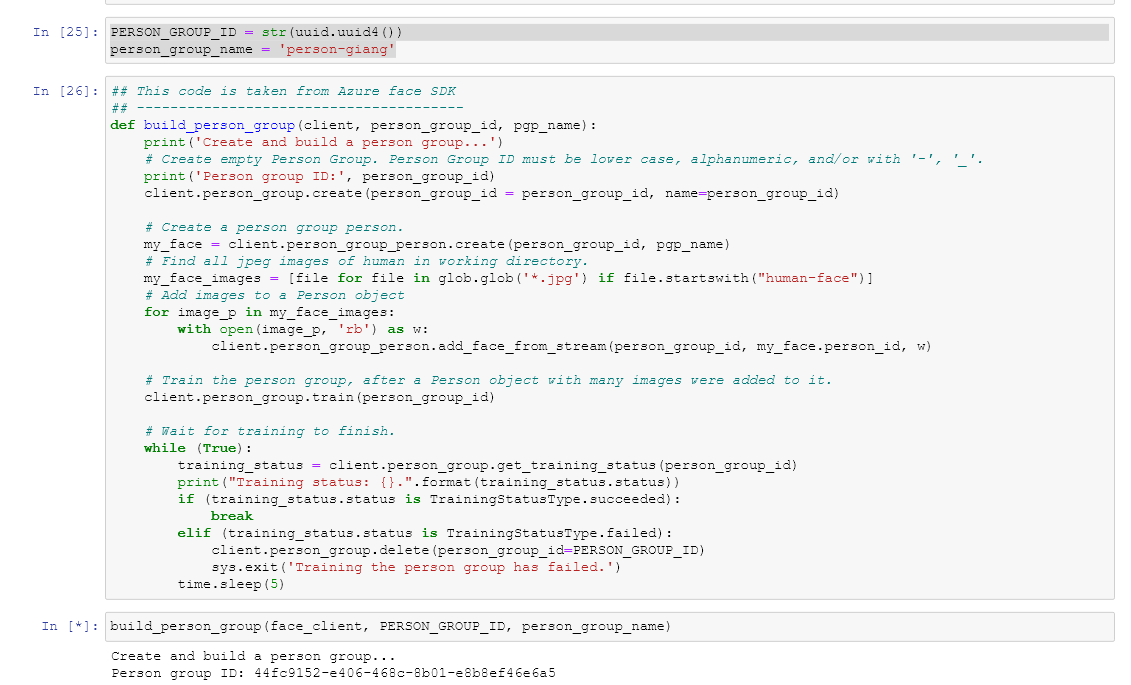 In [25]: PERSON_GROUP_ID = str(uuid.uuid4())
person_group_name = 'person-giang'
In [26]: ## This code is taken from Azure face SDK
## ---------------------------------------
def build_person_group(client, person_group_id, pgp_name):
    print('Create and build a person group...')
    # Create empty Person Group. Person Group ID must be lower case, alphanumeric, and/or with '-', '_'.
    print('Person group ID:', person_group_id)
    client.person_group.create(person_group_id = person_group_id, name=person_group_id)

    # Create a person group person.
    my_face = client.person_group_person.create(person_group_id, pgp_name)
    # Find all jpeg images of human in working directory.
    my_face_images = [file for file in glob.glob('*.jpg') if file.startswith("human-face")]
    # Add images to a Person object
    for image_p in my_face_images:
        with open(image_p, 'rb') as w:
            client.person_group_person.add_face_from_stream(person_group_id, my_face.person_id, w)

    # Train the person group, after a Person object with many images were added to it.
    client.person_group.train(person_group_id)

    # Wait for training to finish.
    while (True):
        training_status = client.person_group.get_training_status(person_group_id)
        print("Training status: {}.".format(training_status.status))
        if (training_status.status is TrainingStatusType.succeeded):
            break
        elif (training_status.status is TrainingStatusType.failed):
            client.person_group.delete(person_group_id=PERSON_GROUP_ID)
            sys.exit('Training the person group has failed.')
        time.sleep(5)
In [*]: build_person_group(face_client, PERSON_GROUP_ID, person_group_name)
Create and build a person group...
Person group ID: 44fc9152-e406-468c-8b01-e8b8ef46e6a5